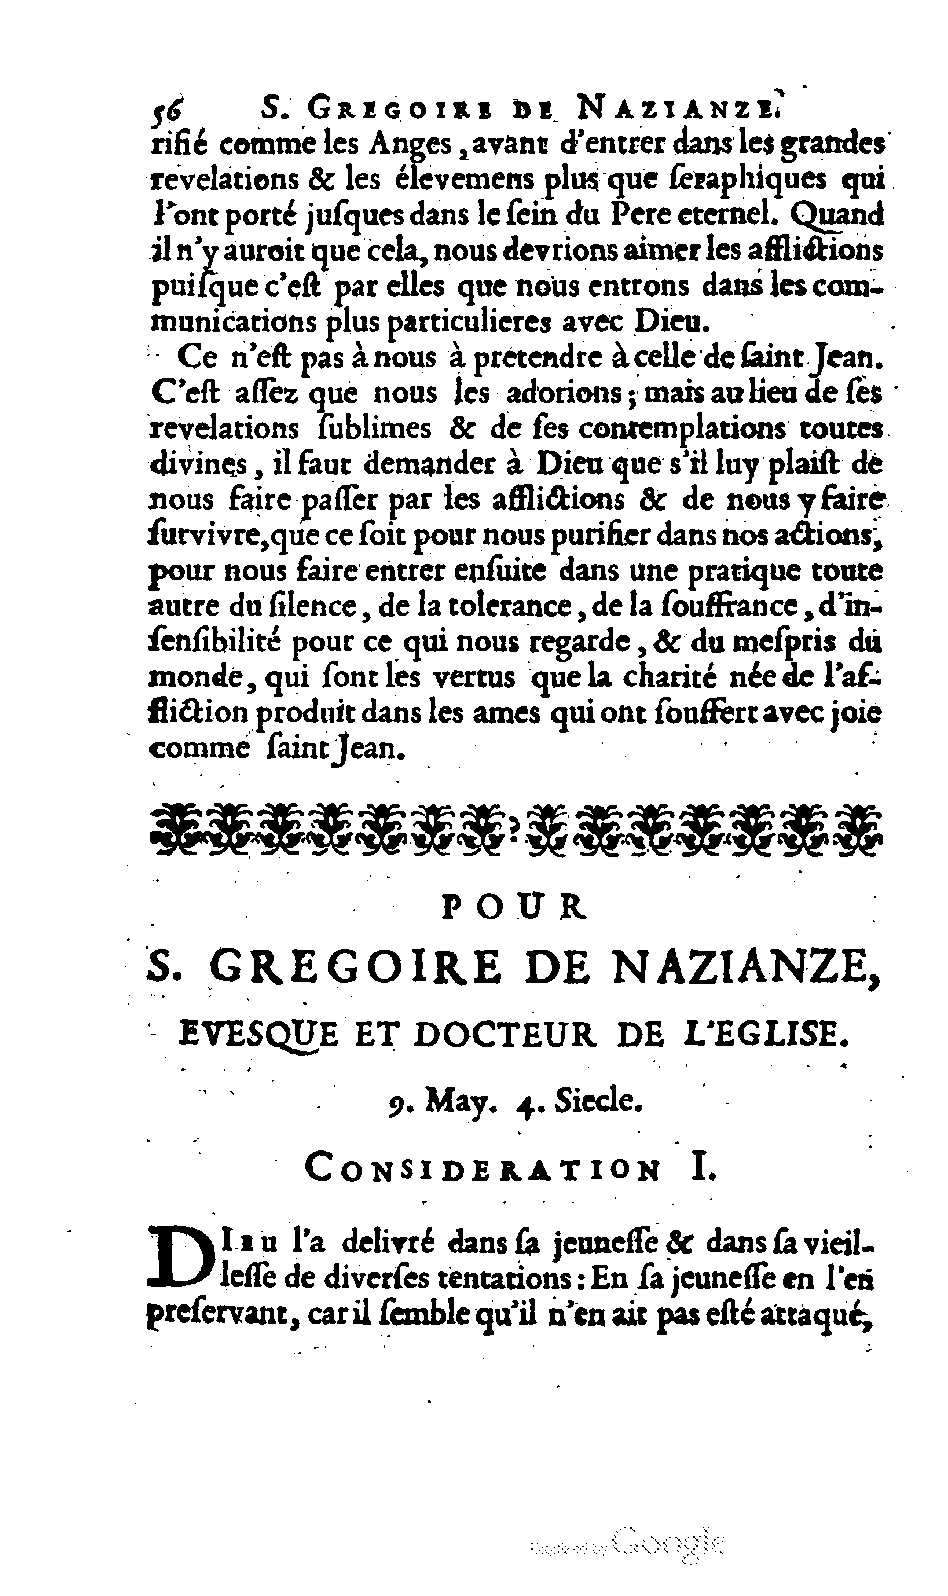 56 S. GREGOIRE DE NAZIANZE.
rifié comme les Anges, avant d'entrer dans les grandes
revelations & les élevemens plus que ſeraphiques qui
l'ont porté juſques dans le ſein du Pere eternel. Quand
il n'y auroit que cela, nous devrions aimer les afflictions
puiſque c'eſt par elles que nous entrons dans les com-
munications plus particulieres avec Dieu.
Ce n'eſt pas à nous à pretendre à celle de ſaint Jean.
C'eſt aſſez que nous les adorions; mais au lieu de ſes
revelations ſublimes & de ſes contemplations toutes
divines, il faut demander à Dieu que s'il luy plaiſt de
nous faire paſſer par les afflictions & de nous y faire
ſurvivre, que ce ſoit pour nous purifier dans nos actions,
pour nous faire entrer enſuite dans une pratique toute
autre du ſilence, de la tolerance, de la ſouffrance, d'in-
ſenſibilité pour ce qui nous regarde, & du meſpris du
monde, qui ſont les vertus que la charité née de l'af-
fliction produit dans les ames qui ont ſouffert avec joie
comme ſaint Jean.
POUR
S. GREGOIRE DE NAZIANZE,
EVESQUE ET DOCTEUR DE L'EGLISE.
9. May. 4. Siecle.
CONSIDERATION I.
DIEU l'a delivré dans ſa jeuneſſe & dans ſa vieil-
leſſe de diverſes tentations: En ſa jeuneſſe en l'en
preſervant, car il ſemble qu'il n'en ait pas eſté attaqué,
Google